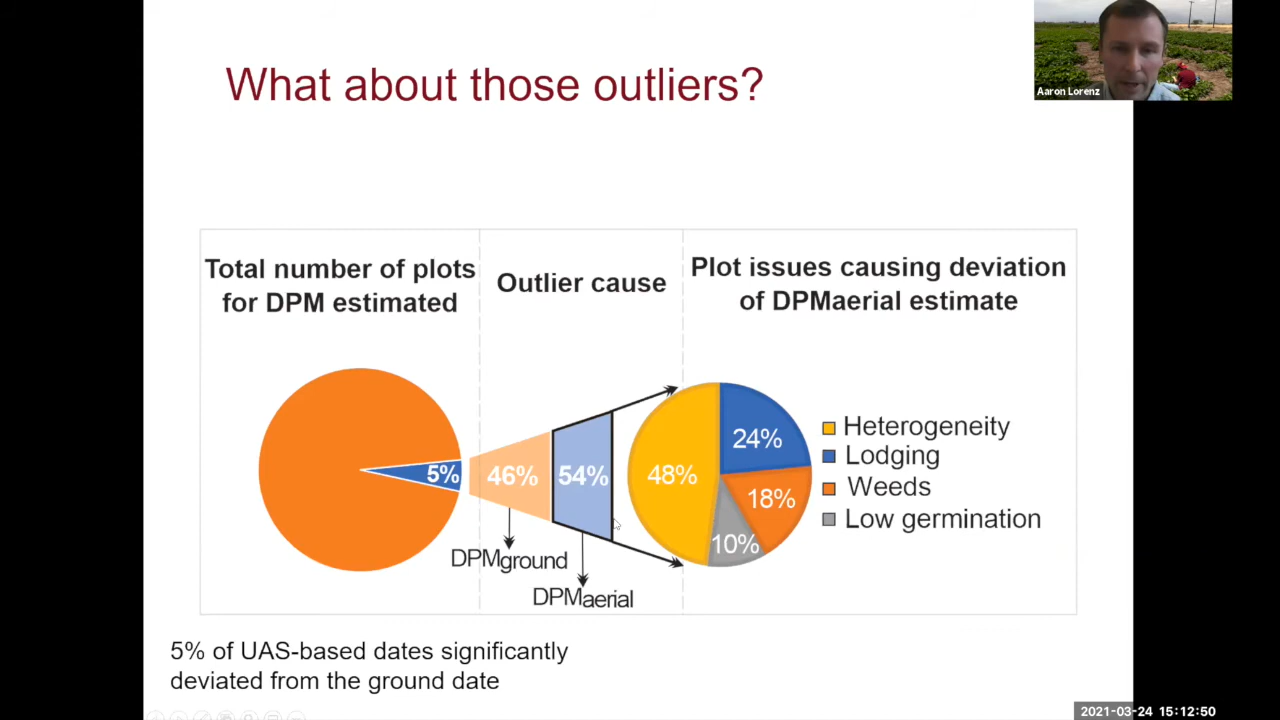 What about those outliers?
Aaron Lorenz
Total number of plots
for DPM estimated
Outlier cause
Plot issues causing deviation
of DPMaerial estimate
5%
46%
54%
48%
24%
18%
10%
Heterogeneity
Lodging
Weeds
Low germination
DPMground
DPMaerial
5% of UAS-based dates significantly
deviated from the ground date
2021-03-24 15:12:50